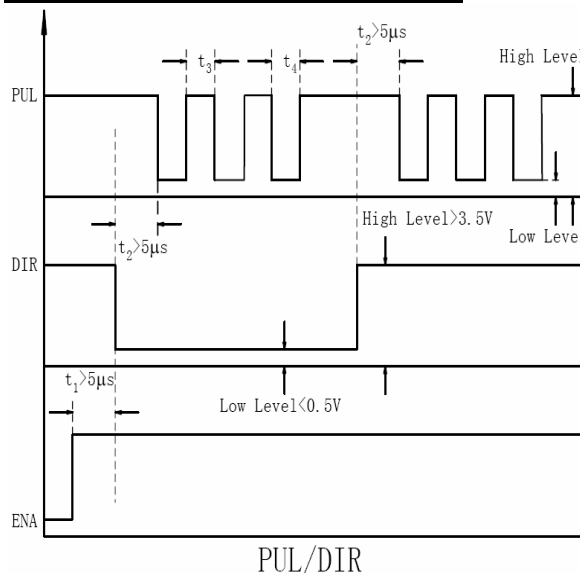 t₂>5μs
t₃
t₄
High Level
PUL
High Level>3.5V
Low Leve
t₂>5μs
DIR
t₁>5μs
Low Level<0.5V
ENA
PUL/DIR